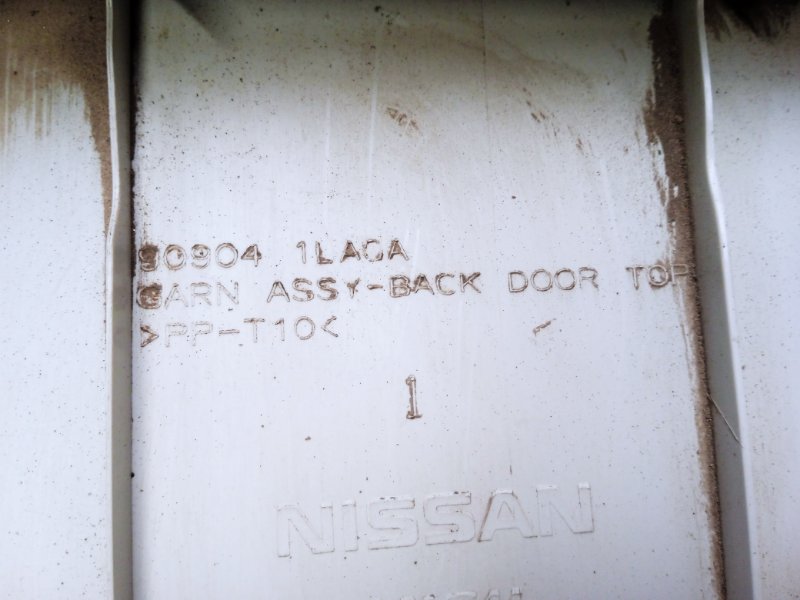 90904 1LA0A
GARN ASSY-BACK DOOR TOP
>PP-T10<
1
NISSAN